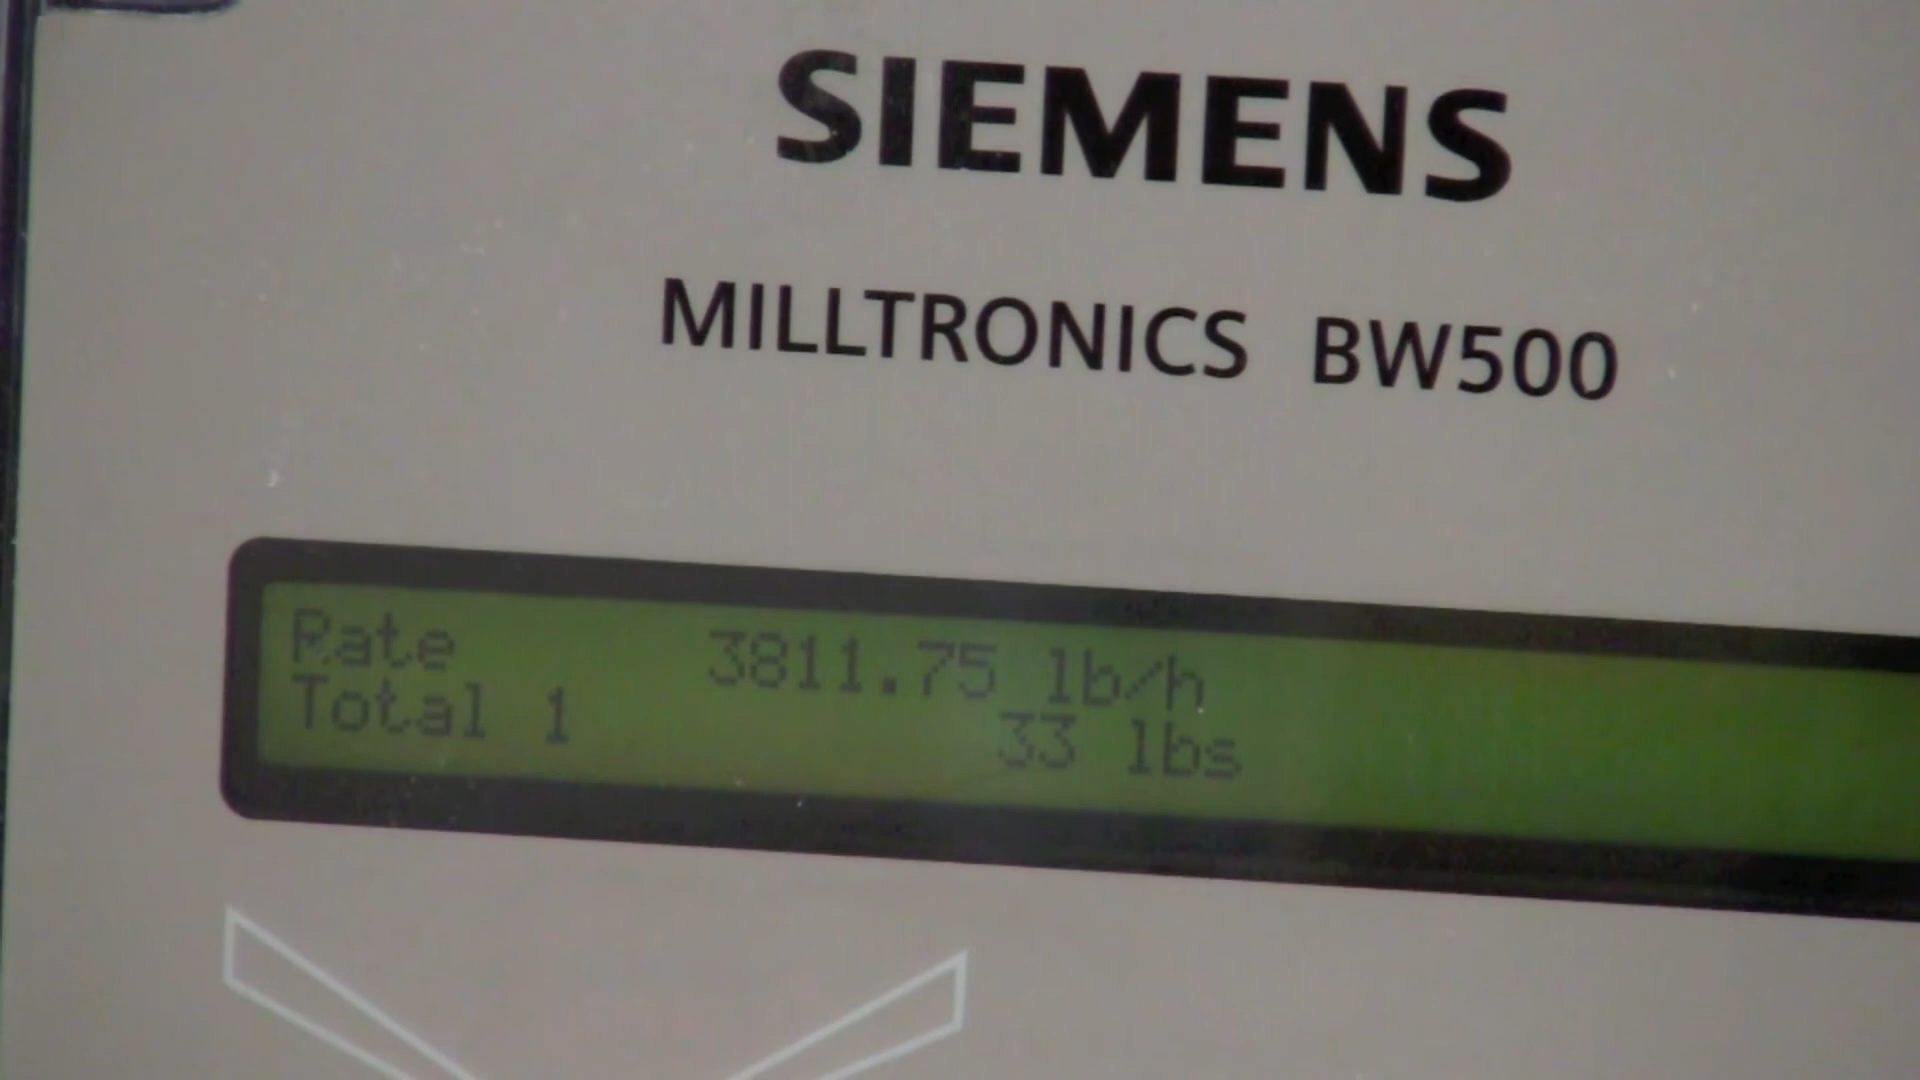 SIEMENS
MILLTRONICS BW500
Rate 3811.75 lb/h
Total 1 33 lbs